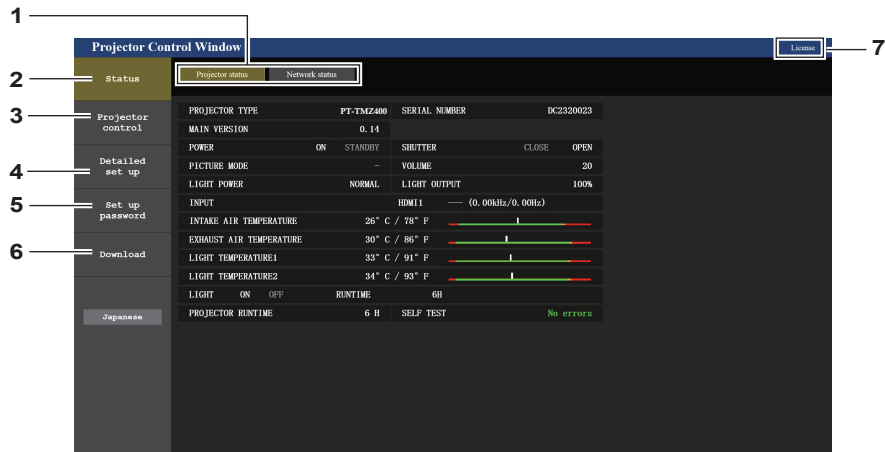 1
Projector Control Window
License
7
2
Status
Projector status
Network status
3
Projector
control
4
Detailed
set up
5
Set up
password
6
Download
Japanese
PROJECTOR TYPE PT-TMZ400 SERIAL NUMBER DC2320023
MAIN VERSION 0.14
POWER ON STANDBY SHUTTER CLOSE OPEN
PICTURE MODE – VOLUME 20
LIGHT POWER NORMAL LIGHT OUTPUT 100%
INPUT HDMI1 --- (0.00kHz/0.00Hz)
INTAKE AIR TEMPERATURE 26° C / 78° F
EXHAUST AIR TEMPERATURE 30° C / 86° F
LIGHT TEMPERATURE1 33° C / 91° F
LIGHT TEMPERATURE2 34° C / 93° F
LIGHT ON OFF RUNTIME 6H
PROJECTOR RUNTIME 6 H SELF TEST No errors